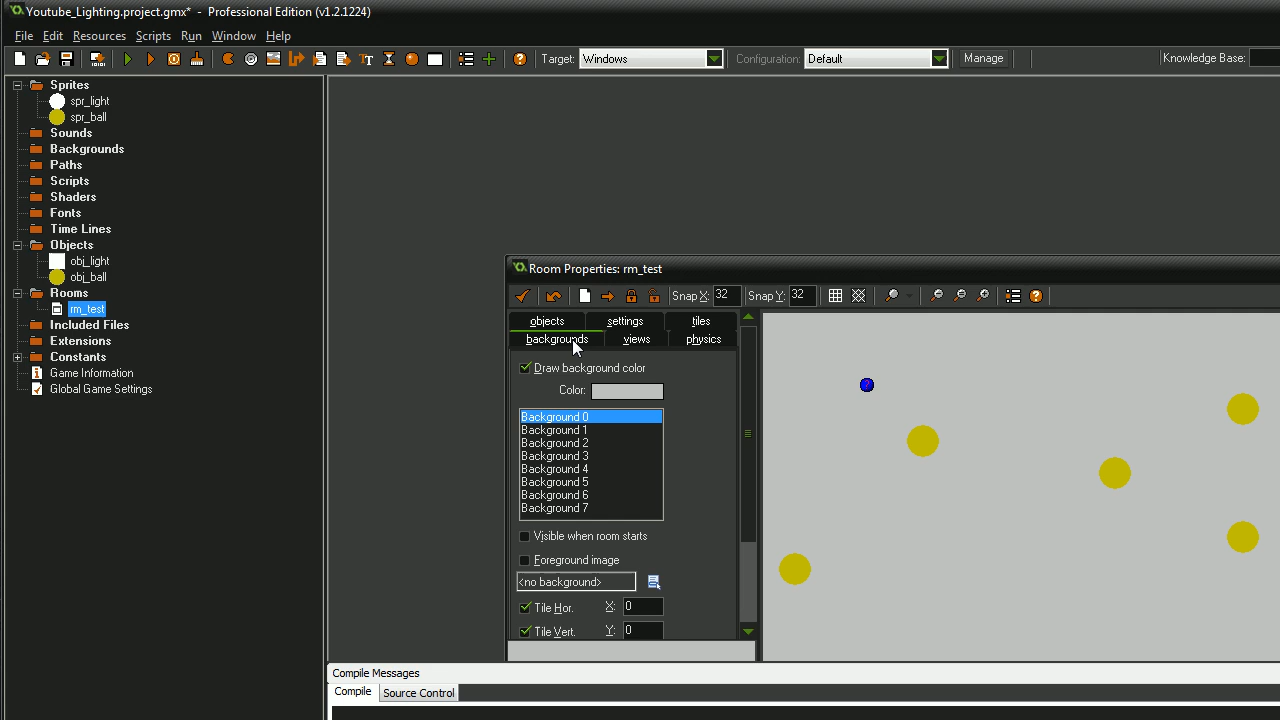 Youtube_Lighting.project.gmx*  -  Professional Edition (v1.2.1224)
File Edit Resources Scripts Run Window Help
Target: Windows Configuration: Default Manage Knowledge Base:
Sprites
spr_light
spr_ball
Sounds
Backgrounds
Paths
Scripts
Shaders
Fonts
Time Lines
Objects
obj_light
obj_ball
Rooms
rm_test
Included Files
Extensions
Constants
Game Information
Global Game Settings
Room Properties: rm_test
Snap X: 32 Snap Y: 32
objects settings tiles
backgrounds views physics
Draw background color
Color:
Background 0
Background 1
Background 2
Background 3
Background 4
Background 5
Background 6
Background 7
Visible when room starts
Foreground image
<no background>
Tile Hor. X: 0
Tile Vert. Y: 0
?
Compile Messages
Compile Source Control